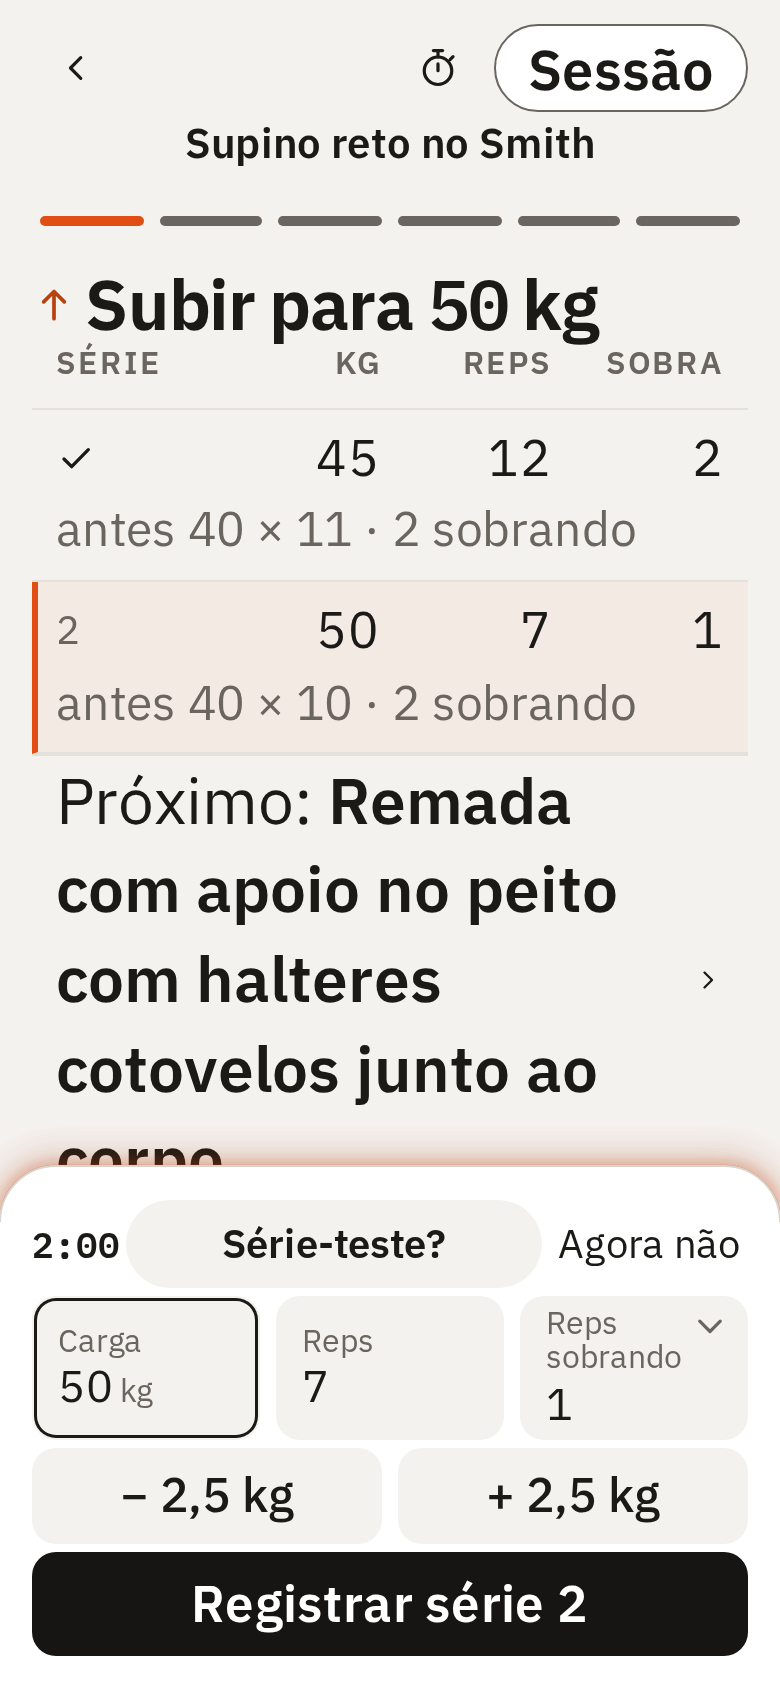 Sessão
Supino reto no Smith
Subir para 50 kg
SÉRIE KG REPS SOBRA
45 12 2
antes 40 × 11 · 2 sobrando
2 50 7 1
antes 40 × 10 · 2 sobrando
Próximo: Remada
com apoio no peito
com halteres
cotovelos junto ao
corpo
2:00 Série-teste? Agora não
Carga
50 kg
Reps
7
Reps
sobrando
1
− 2,5 kg + 2,5 kg
Registrar série 2